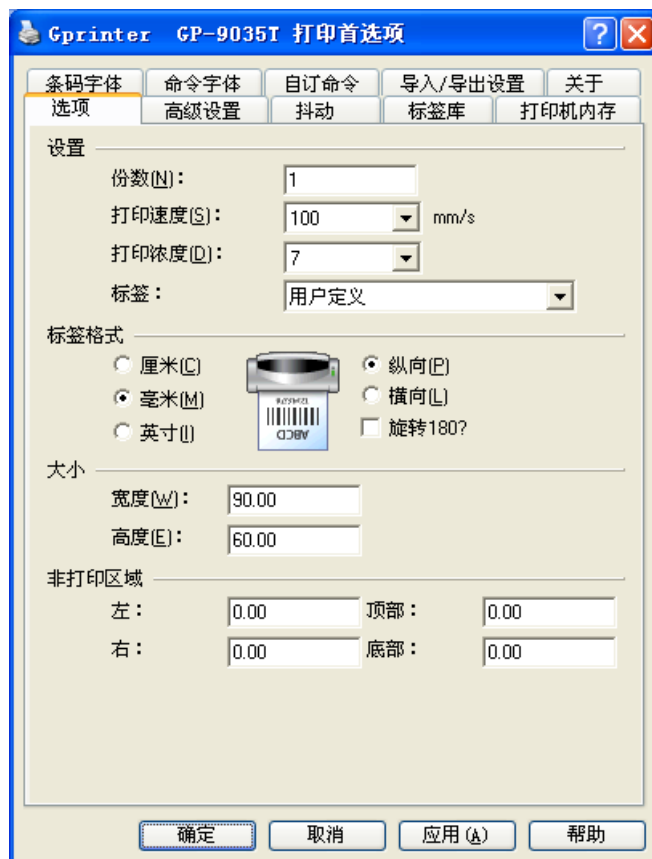 Gprinter GP-9035T 打印首选项
条码字体 命令字体 自订命令 导入/导出设置 关于
选项 高级设置 抖动 标签库 打印机内存
设置
份数(N): 1
打印速度(S): 100 mm/s
打印浓度(D): 7
标签: 用户定义
标签格式
厘米(C) 纵向(P)
毫米(M) 横向(L)
英寸(I) 旋转180?
ABCD
大小
宽度(W): 90.00
高度(E): 60.00
非打印区域
左: 0.00 顶部: 0.00
右: 0.00 底部: 0.00
确定 取消 应用(A) 帮助